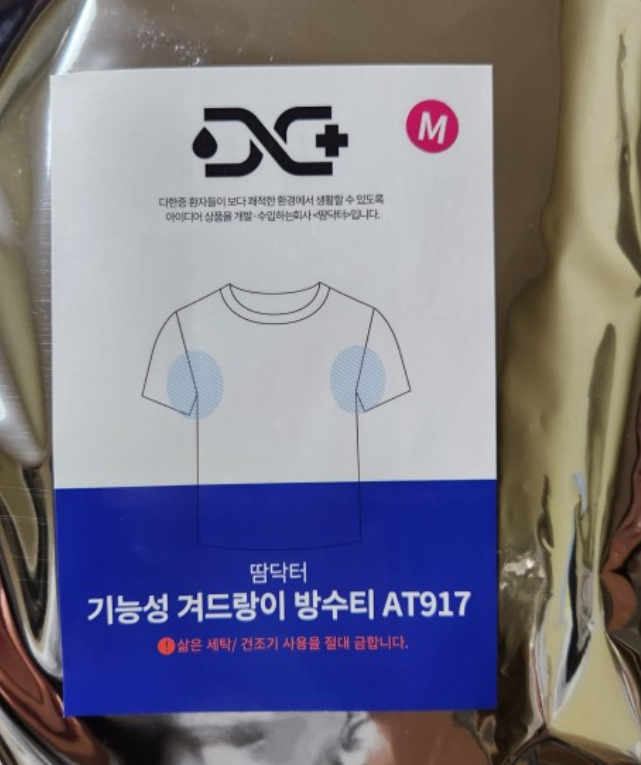 M
다한증 환자들이 보다 쾌적한 환경에서 생활할 수 있도록
아이디어 상품을 개발·수입하는회사 <땀닥터>입니다.
땀닥터
기능성 겨드랑이 방수티 AT917
! 삶은 세탁/ 건조기 사용을 절대 금합니다.